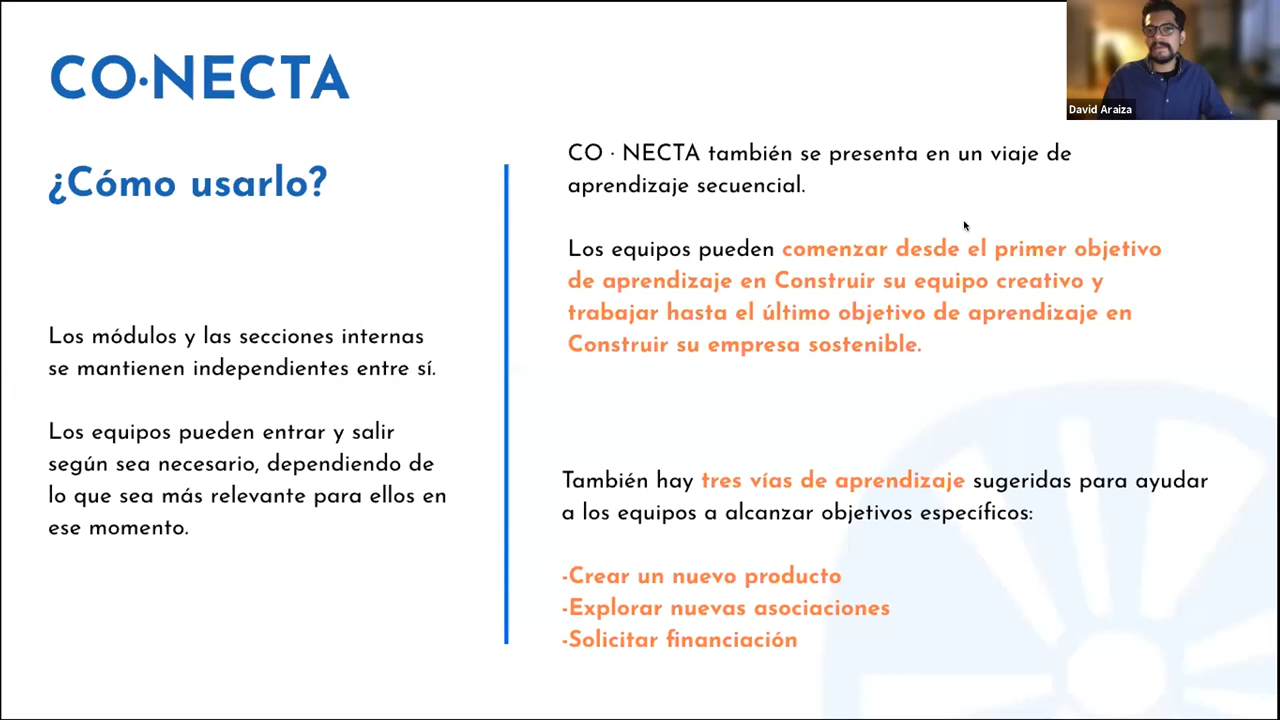 CO·NECTA
¿Cómo usarlo?
Los módulos y las secciones internas
se mantienen independientes entre sí.
Los equipos pueden entrar y salir
según sea necesario, dependiendo de
lo que sea más relevante para ellos en
ese momento.
David Araiza
CO · NECTA también se presenta en un viaje de
aprendizaje secuencial.
Los equipos pueden comenzar desde el primer objetivo
de aprendizaje en Construir su equipo creativo y
trabajar hasta el último objetivo de aprendizaje en
Construir su empresa sostenible.
También hay tres vías de aprendizaje sugeridas para ayudar
a los equipos a alcanzar objetivos específicos:
-Crear un nuevo producto
-Explorar nuevas asociaciones
-Solicitar financiación